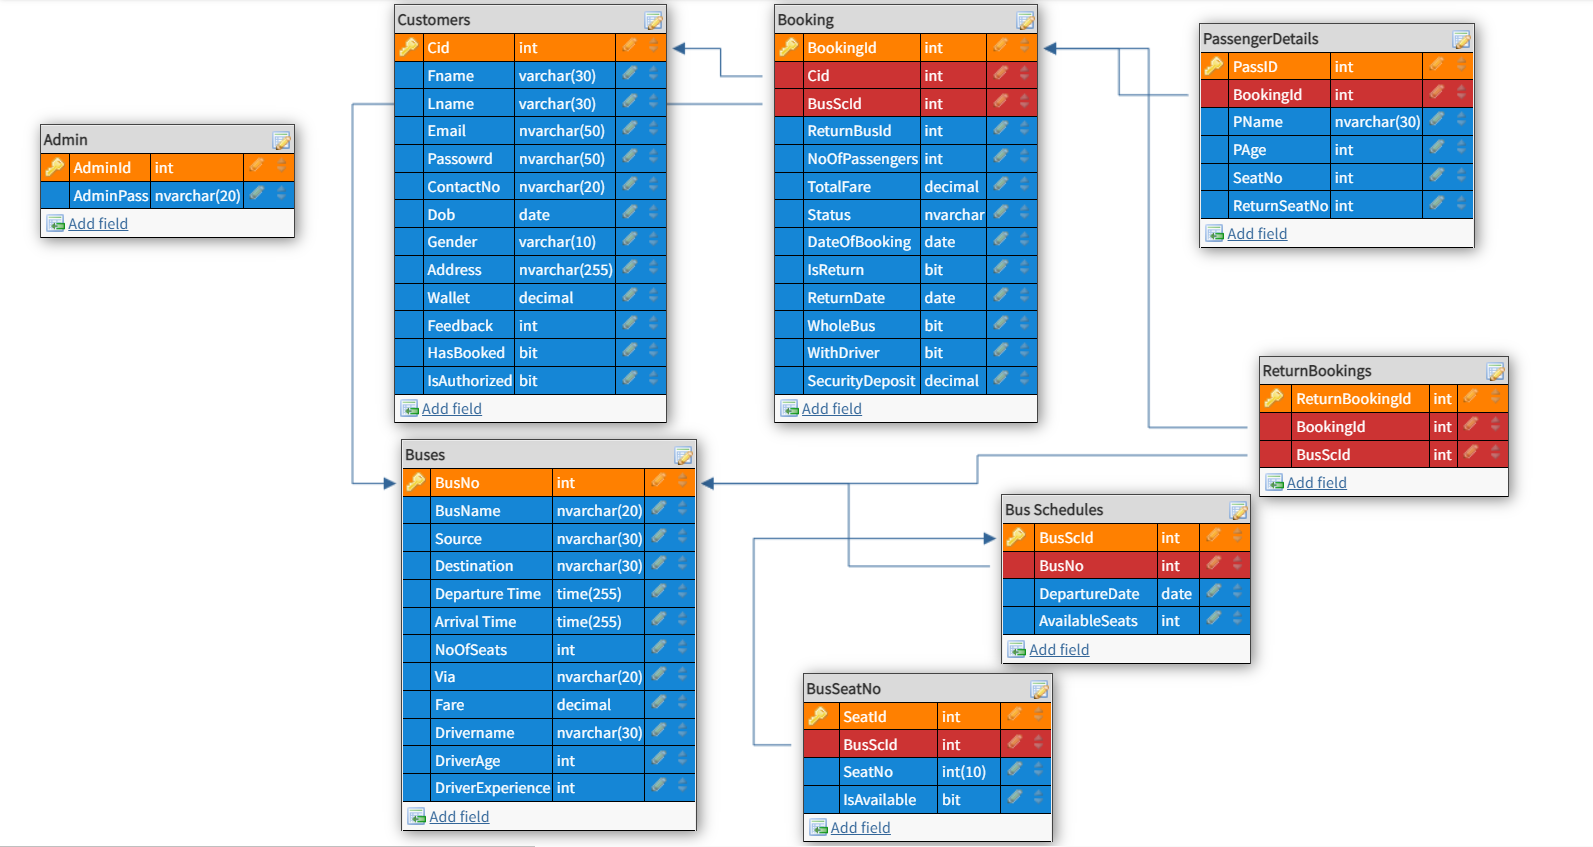 Admin
AdminId int
AdminPass nvarchar(20)
Add field
Customers
Cid int
Fname varchar(30)
Lname varchar(30)
Email nvarchar(50)
Passowrd nvarchar(50)
ContactNo nvarchar(20)
Dob date
Gender varchar(10)
Address nvarchar(255)
Wallet decimal
Feedback int
HasBooked bit
IsAuthorized bit
Add field
Booking
BookingId int
Cid int
BusScId int
ReturnBusId int
NoOfPassengers int
TotalFare decimal
Status nvarchar
DateOfBooking date
IsReturn bit
ReturnDate date
WholeBus bit
WithDriver bit
SecurityDeposit decimal
Add field
PassengerDetails
PassID int
BookingId int
PName nvarchar(30)
PAge int
SeatNo int
ReturnSeatNo int
Add field
ReturnBookings
ReturnBookingId int
BookingId int
BusScId int
Add field
Buses
BusNo int
BusName nvarchar(20)
Source nvarchar(30)
Destination nvarchar(30)
Departure Time time(255)
Arrival Time time(255)
NoOfSeats int
Via nvarchar(20)
Fare decimal
Drivername nvarchar(30)
DriverAge int
DriverExperience int
Add field
Bus Schedules
BusScId int
BusNo int
DepartureDate date
AvailableSeats int
Add field
BusSeatNo
SeatId int
BusScId int
SeatNo int(10)
IsAvailable bit
Add field